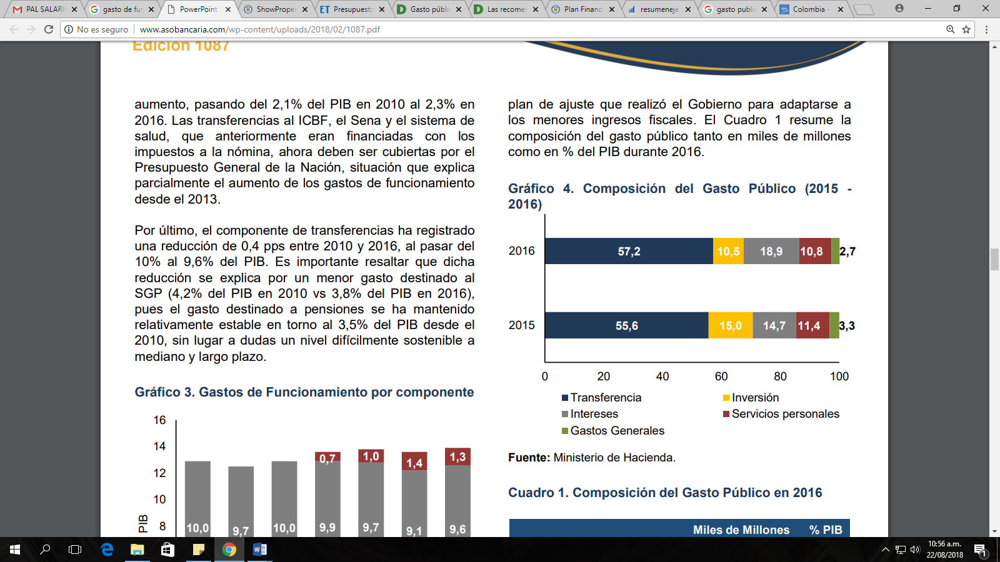 PAL SALARI
gasto de fu
PowerPoint
ShowProper
Presupuesto
Gasto públi
Las recomen
Plan Financi
resumeneje
gasto public
Colombia -
No es seguro
www.asobancaria.com/wp-content/uploads/2018/02/1087.pdf
Edición 1087
aumento, pasando del 2,1% del PIB en 2010 al 2,3% en
2016. Las transferencias al ICBF, el Sena y el sistema de
salud, que anteriormente eran financiadas con los
impuestos a la nómina, ahora deben ser cubiertas por el
Presupuesto General de la Nación, situación que explica
parcialmente el aumento de los gastos de funcionamiento
desde el 2013.
Por último, el componente de transferencias ha registrado
una reducción de 0,4 pps entre 2010 y 2016, al pasar del
10% al 9,6% del PIB. Es importante resaltar que dicha
reducción se explica por un menor gasto destinado al
SGP (4,2% del PIB en 2010 vs 3,8% del PIB en 2016),
pues el gasto destinado a pensiones se ha mantenido
relativamente estable en torno al 3,5% del PIB desde el
2010, sin lugar a dudas un nivel difícilmente sostenible a
mediano y largo plazo.
Gráfico 3. Gastos de Funcionamiento por componente
16
14
12
10
8
PIB
0,7
1,0
1,4
1,3
10,0
9,7
10,0
9,9
9,7
9,1
9,6
plan de ajuste que realizó el Gobierno para adaptarse a
los menores ingresos fiscales. El Cuadro 1 resume la
composición del gasto público tanto en miles de millones
como en % del PIB durante 2016.
Gráfico 4. Composición del Gasto Público (2015 -
2016)
2016
57,2
10,5
18,9
10,8
2,7
2015
55,6
15,0
14,7
11,4
3,3
0
20
40
60
80
100
Transferencia
Inversión
Intereses
Servicios personales
Gastos Generales
Fuente: Ministerio de Hacienda.
Cuadro 1. Composición del Gasto Público en 2016
Miles de Millones
% PIB
10:56 a.m.
22/08/2018
1